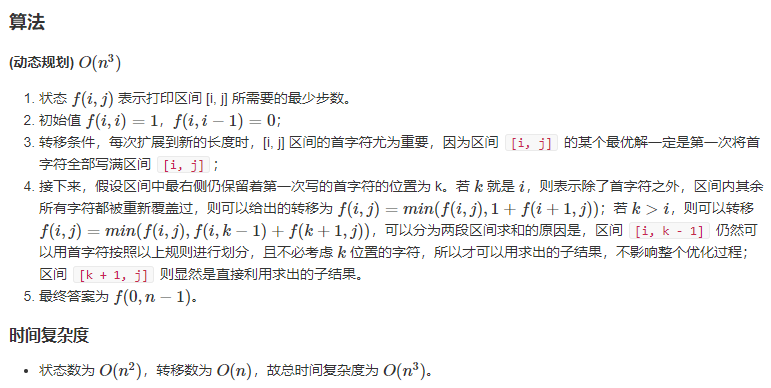 算法
(动态规划) O(n³)
1. 状态 f(i, j) 表示打印区间 [i, j] 所需要的最少步数。
2. 初始值 f(i, i) = 1，f(i, i − 1) = 0；
3. 转移条件，每次扩展到新的长度时，[i, j] 区间的首字符尤为重要，因为区间 [i, j] 的某个最优解一定是第一次将首
字符全部写满区间 [i, j]；
4. 接下来，假设区间中最右侧仍保留着第一次写的首字符的位置为 k。若 k 就是 i，则表示除了首字符之外，区间内其余
所有字符都被重新覆盖过，则可以给出的转移为 f(i, j) = min(f(i, j), 1 + f(i + 1, j))；若 k > i，则可以转移
f(i, j) = min(f(i, j), f(i, k − 1) + f(k + 1, j))，可以分为两段区间求和的原因是，区间 [i, k - 1] 仍然可
以用首字符按照以上规则进行划分，且不必考虑 k 位置的字符，所以才可以用求出的子结果，不影响整个优化过程；
区间 [k + 1, j] 则显然是直接利用求出的子结果。
5. 最终答案为 f(0, n − 1)。
时间复杂度
• 状态数为 O(n²)，转移数为 O(n)，故总时间复杂度为 O(n³)。